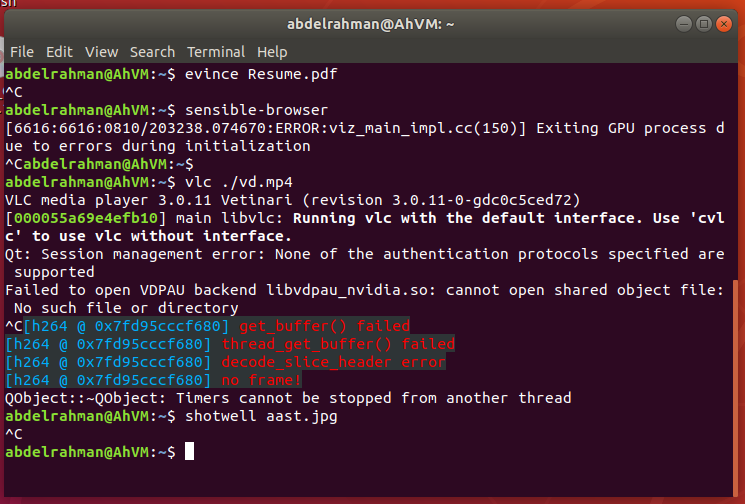 sh
abdelrahman@AhVM: ~
File Edit View Search Terminal Help
abdelrahman@AhVM:~$ evince Resume.pdf
^C
abdelrahman@AhVM:~$ sensible-browser
[6616:6616:0810/203238.074670:ERROR:viz_main_impl.cc(150)] Exiting GPU process d
ue to errors during initialization
^Cabdelrahman@AhVM:~$
abdelrahman@AhVM:~$ vlc ./vd.mp4
VLC media player 3.0.11 Vetinari (revision 3.0.11-0-gdc0c5ced72)
[000055a69e4efb10] main libvlc: Running vlc with the default interface. Use 'cvl
c' to use vlc without interface.
Qt: Session management error: None of the authentication protocols specified are
 supported
Failed to open VDPAU backend libvdpau_nvidia.so: cannot open shared object file:
 No such file or directory
^C[h264 @ 0x7fd95cccf680] get_buffer() failed
[h264 @ 0x7fd95cccf680] thread_get_buffer() failed
[h264 @ 0x7fd95cccf680] decode_slice_header error
[h264 @ 0x7fd95cccf680] no frame!
QObject::~QObject: Timers cannot be stopped from another thread
abdelrahman@AhVM:~$ shotwell aast.jpg
^C
abdelrahman@AhVM:~$